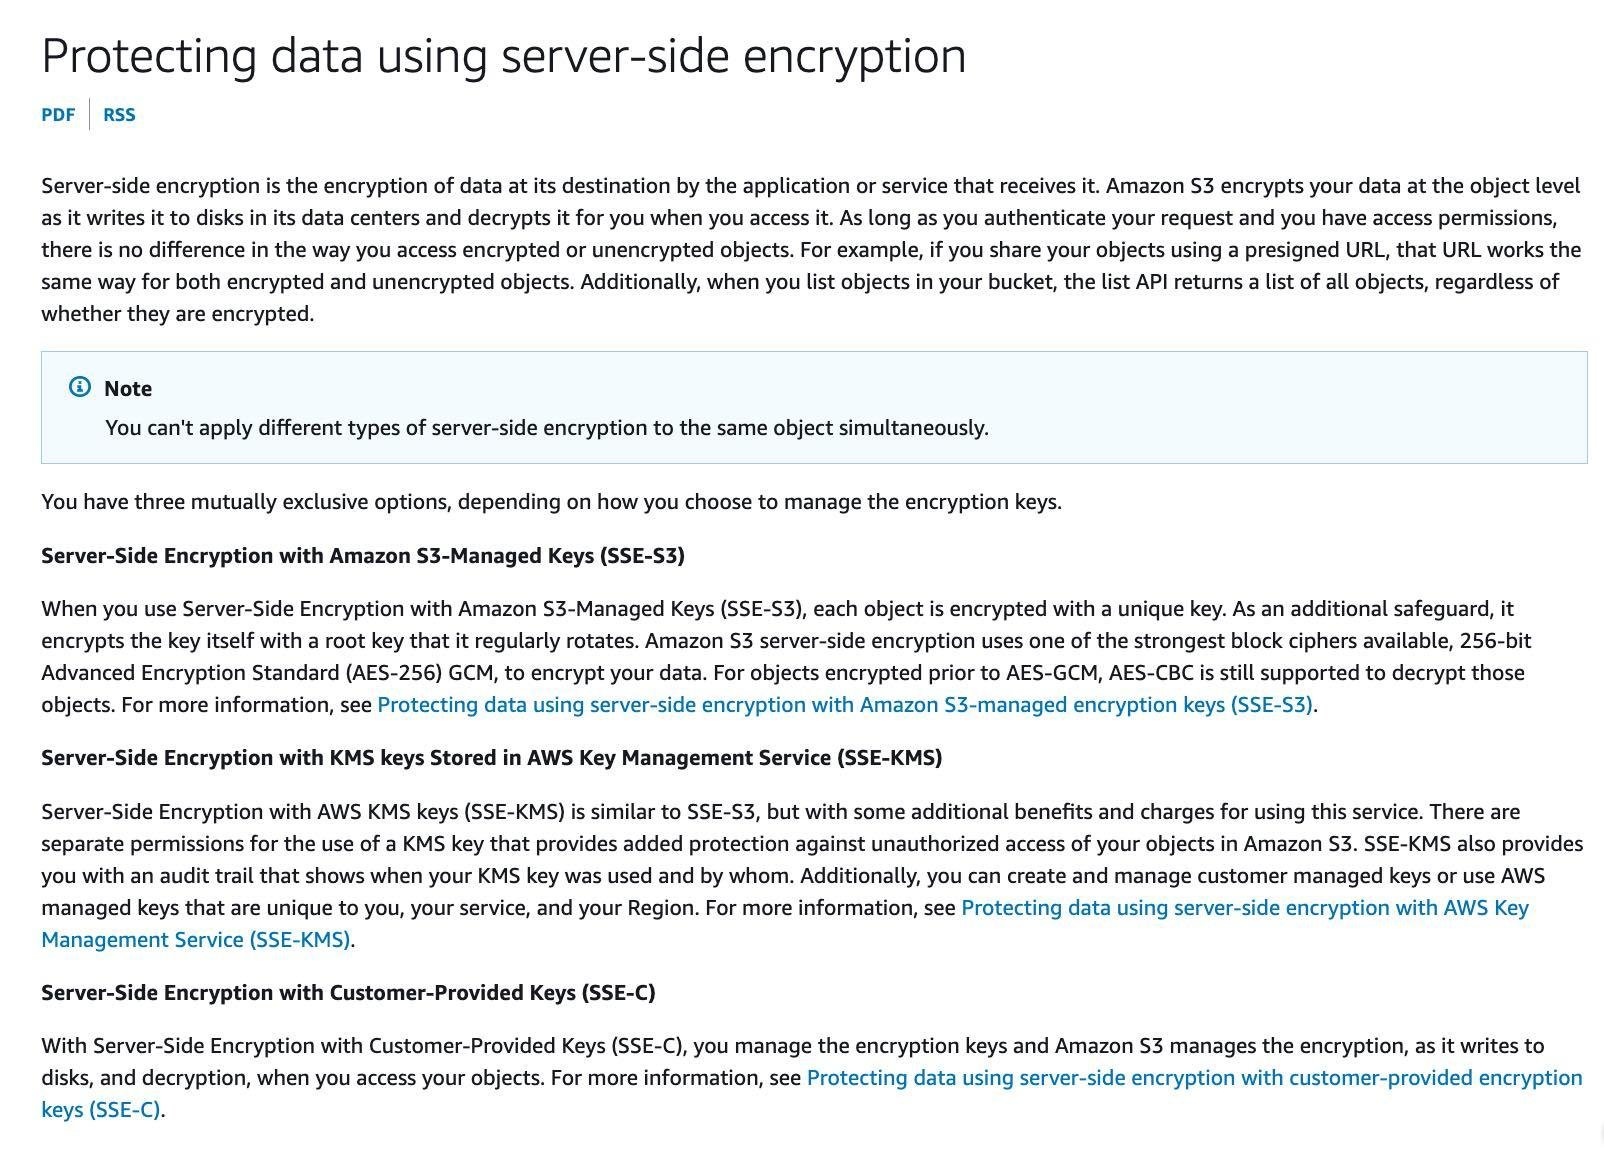 Protecting data using server-side encryption
PDF
RSS
Server-side encryption is the encryption of data at its destination by the application or service that receives it. Amazon S3 encrypts your data at the object level
as it writes it to disks in its data centers and decrypts it for you when you access it. As long as you authenticate your request and you have access permissions,
there is no difference in the way you access encrypted or unencrypted objects. For example, if you share your objects using a presigned URL, that URL works the
same way for both encrypted and unencrypted objects. Additionally, when you list objects in your bucket, the list API returns a list of all objects, regardless of
whether they are encrypted.
Note
You can't apply different types of server-side encryption to the same object simultaneously.
You have three mutually exclusive options, depending on how you choose to manage the encryption keys.
Server-Side Encryption with Amazon S3-Managed Keys (SSE-S3)
When you use Server-Side Encryption with Amazon S3-Managed Keys (SSE-S3), each object is encrypted with a unique key. As an additional safeguard, it
encrypts the key itself with a root key that it regularly rotates. Amazon S3 server-side encryption uses one of the strongest block ciphers available, 256-bit
Advanced Encryption Standard (AES-256) GCM, to encrypt your data. For objects encrypted prior to AES-GCM, AES-CBC is still supported to decrypt those
objects. For more information, see Protecting data using server-side encryption with Amazon S3-managed encryption keys (SSE-S3).
Server-Side Encryption with KMS keys Stored in AWS Key Management Service (SSE-KMS)
Server-Side Encryption with AWS KMS keys (SSE-KMS) is similar to SSE-S3, but with some additional benefits and charges for using this service. There are
separate permissions for the use of a KMS key that provides added protection against unauthorized access of your objects in Amazon S3. SSE-KMS also provides
you with an audit trail that shows when your KMS key was used and by whom. Additionally, you can create and manage customer managed keys or use AWS
managed keys that are unique to you, your service, and your Region. For more information, see Protecting data using server-side encryption with AWS Key
Management Service (SSE-KMS).
Server-Side Encryption with Customer-Provided Keys (SSE-C)
With Server-Side Encryption with Customer-Provided Keys (SSE-C), you manage the encryption keys and Amazon S3 manages the encryption, as it writes to
disks, and decryption, when you access your objects. For more information, see Protecting data using server-side encryption with customer-provided encryption
keys (SSE-C).